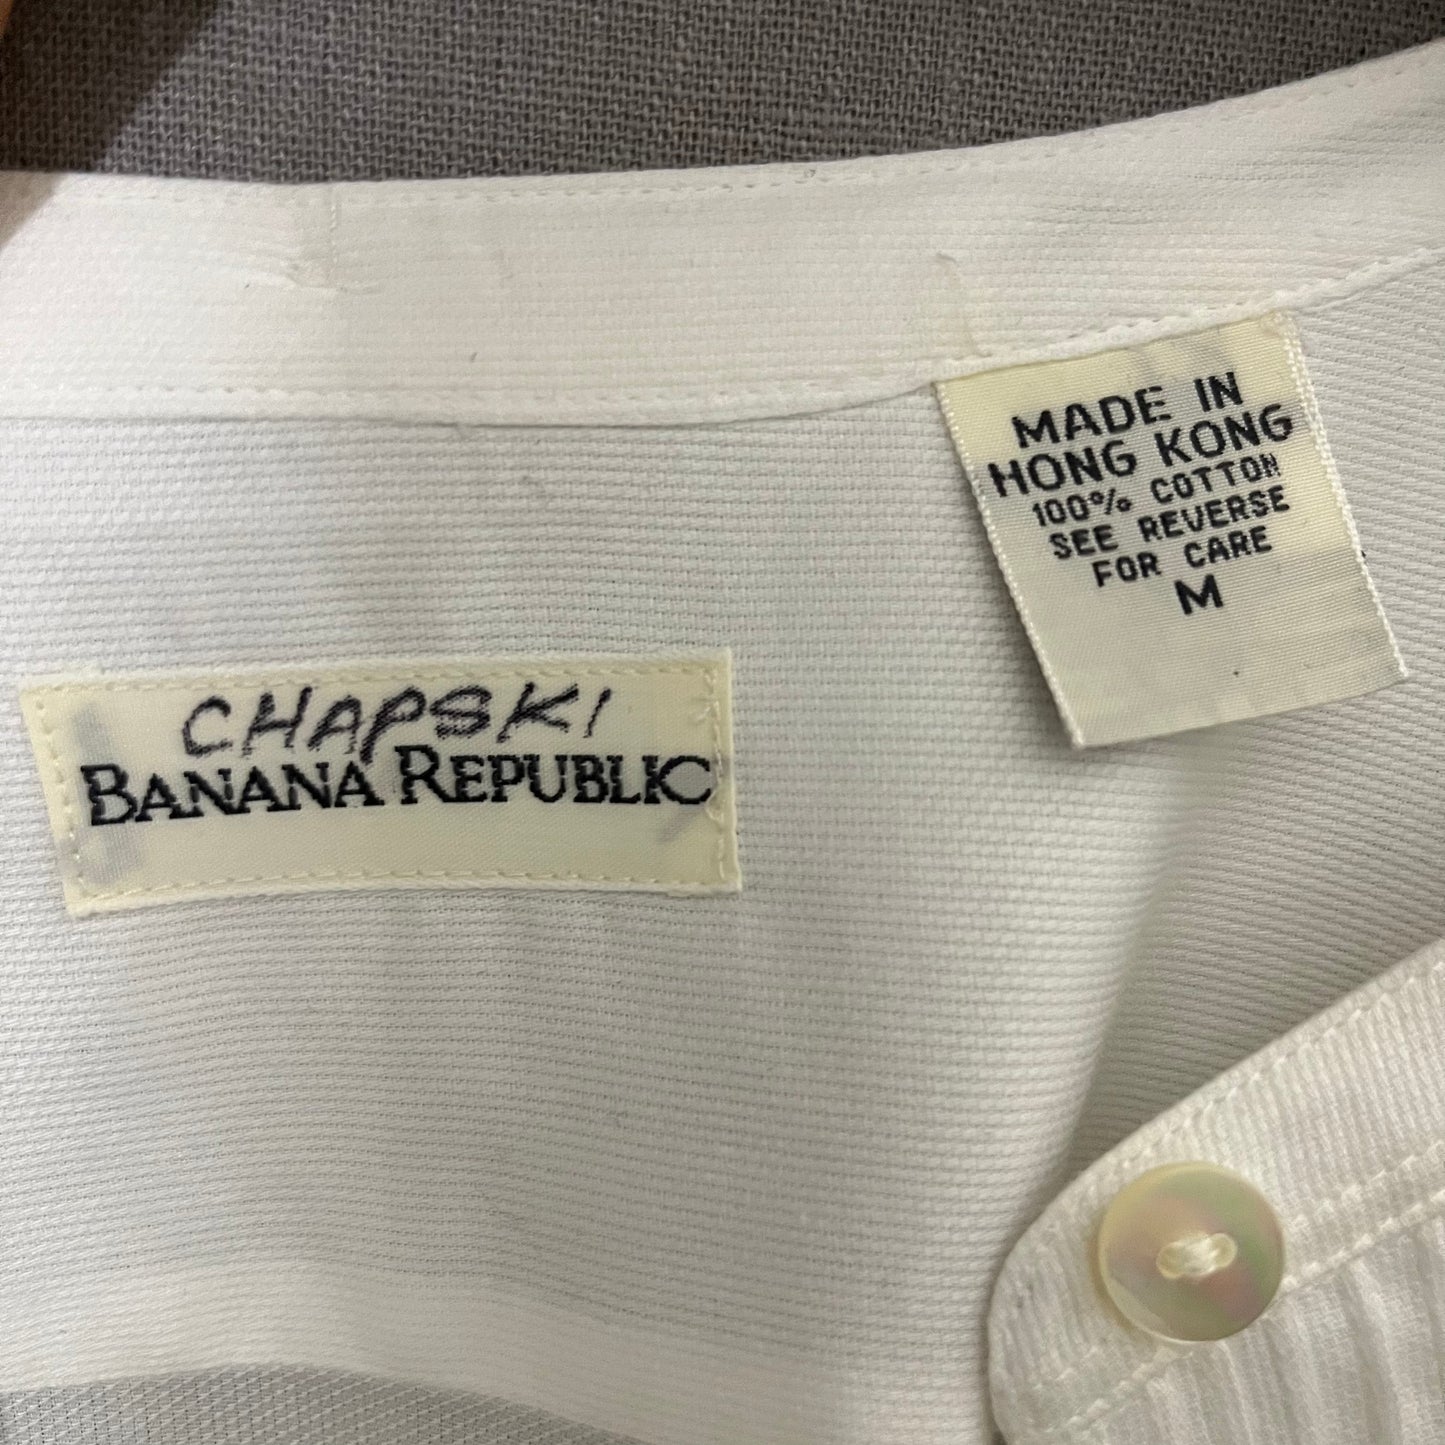 CHAPSKI
BANANA REPUBLIC
MADE IN
HONG KONG
100% COTTON
SEE REVERSE
FOR CARE
M